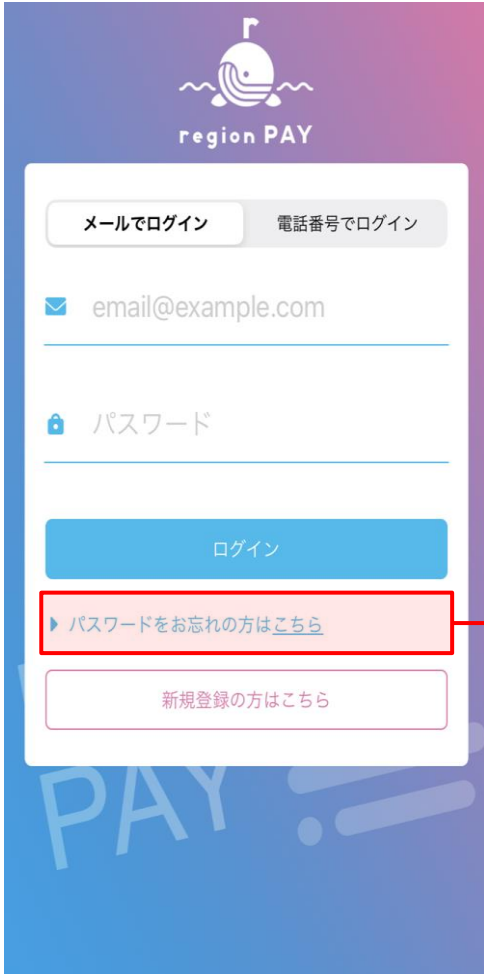 r
region PAY
メールでログイン
電話番号でログイン
email@example.com
パスワード
ログイン
パスワードをお忘れの方はこちら
新規登録の方はこちら
PAY